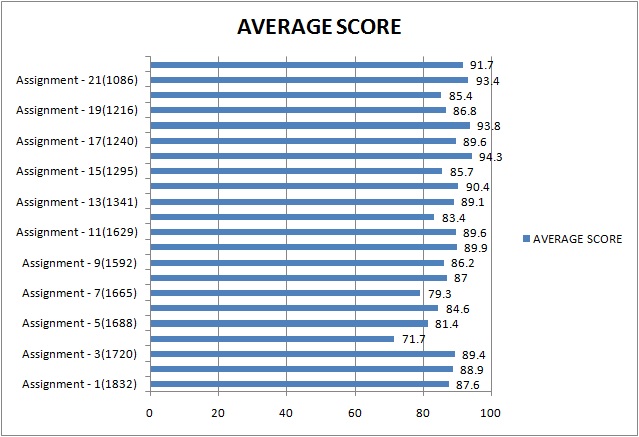 AVERAGE SCORE
91.7
Assignment - 21(1086) 93.4
85.4
Assignment - 19(1216) 86.8
93.8
Assignment - 17(1240) 89.6
94.3
Assignment - 15(1295) 85.7
90.4
Assignment - 13(1341) 89.1
83.4
Assignment - 11(1629) 89.6
89.9
AVERAGE SCORE
Assignment - 9(1592) 86.2
87
Assignment - 7(1665) 79.3
84.6
Assignment - 5(1688) 81.4
71.7
Assignment - 3(1720) 89.4
88.9
Assignment - 1(1832) 87.6
0 20 40 60 80 100